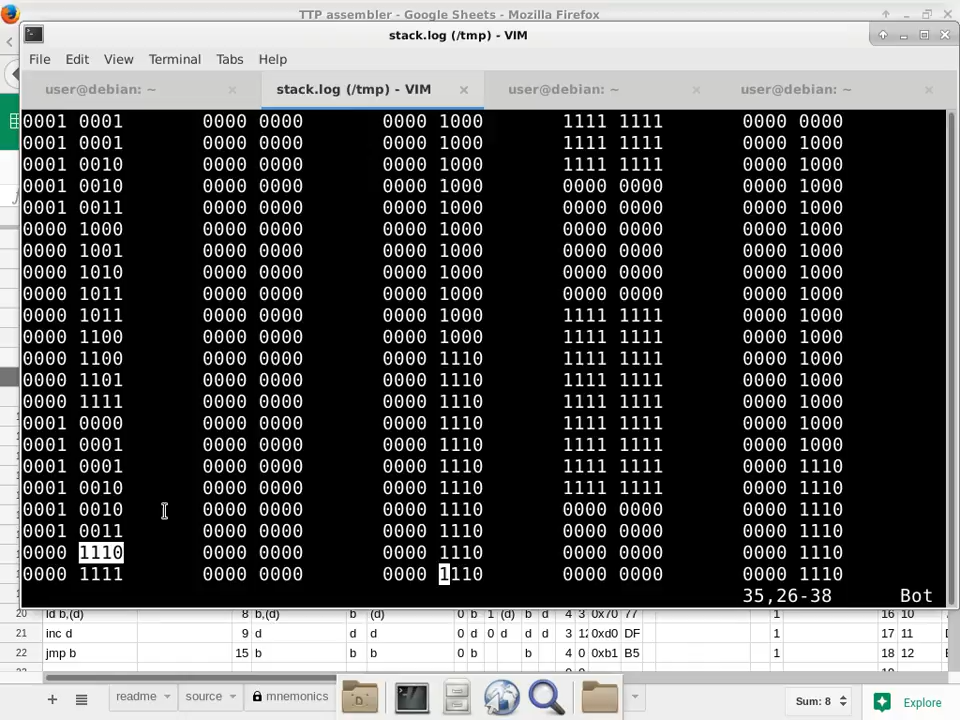 TTP assembler - Google Sheets - Mozilla Firefox
stack.log (/tmp) - VIM
File Edit View Terminal Tabs Help
user@debian: ~ × stack.log (/tmp) - VIM × user@debian: ~ × user@debian: ~ ×
0001 0001 0000 0000 0000 1000 1111 1111 0000 0000
0001 0001 0000 0000 0000 1000 1111 1111 0000 1000
0001 0010 0000 0000 0000 1000 1111 1111 0000 1000
0001 0010 0000 0000 0000 1000 0000 0000 0000 1000
0001 0011 0000 0000 0000 1000 0000 0000 0000 1000
0000 1000 0000 0000 0000 1000 0000 0000 0000 1000
0000 1001 0000 0000 0000 1000 0000 0000 0000 1000
0000 1010 0000 0000 0000 1000 0000 0000 0000 1000
0000 1011 0000 0000 0000 1000 0000 0000 0000 1000
0000 1011 0000 0000 0000 1000 1111 1111 0000 1000
0000 1100 0000 0000 0000 1000 1111 1111 0000 1000
0000 1100 0000 0000 0000 1110 1111 1111 0000 1000
0000 1101 0000 0000 0000 1110 1111 1111 0000 1000
0000 1111 0000 0000 0000 1110 1111 1111 0000 1000
0001 0000 0000 0000 0000 1110 1111 1111 0000 1000
0001 0001 0000 0000 0000 1110 1111 1111 0000 1000
0001 0001 0000 0000 0000 1110 1111 1111 0000 1110
0001 0010 0000 0000 0000 1110 1111 1111 0000 1110
0001 0010 0000 0000 0000 1110 0000 0000 0000 1110
0001 0011 0000 0000 0000 1110 0000 0000 0000 1110
0000 1110 0000 0000 0000 1110 0000 0000 0000 1110
0000 1111 0000 0000 0000 1110 0000 0000 0000 1110
35,26-38 Bot
20 ld b,(d) 8 b,(d) b (d) 0 b 1 (d) b d 4 3 0x70 77 1 16 10
21 inc d 9 d d d 0 d 0 d d d 3 0xd0 DF 1 17 11
22 jmp b 15 b b b 0 b b 4 0 0xb1 B5 1 18 12
readme source mnemonics Sum: 8 Explore